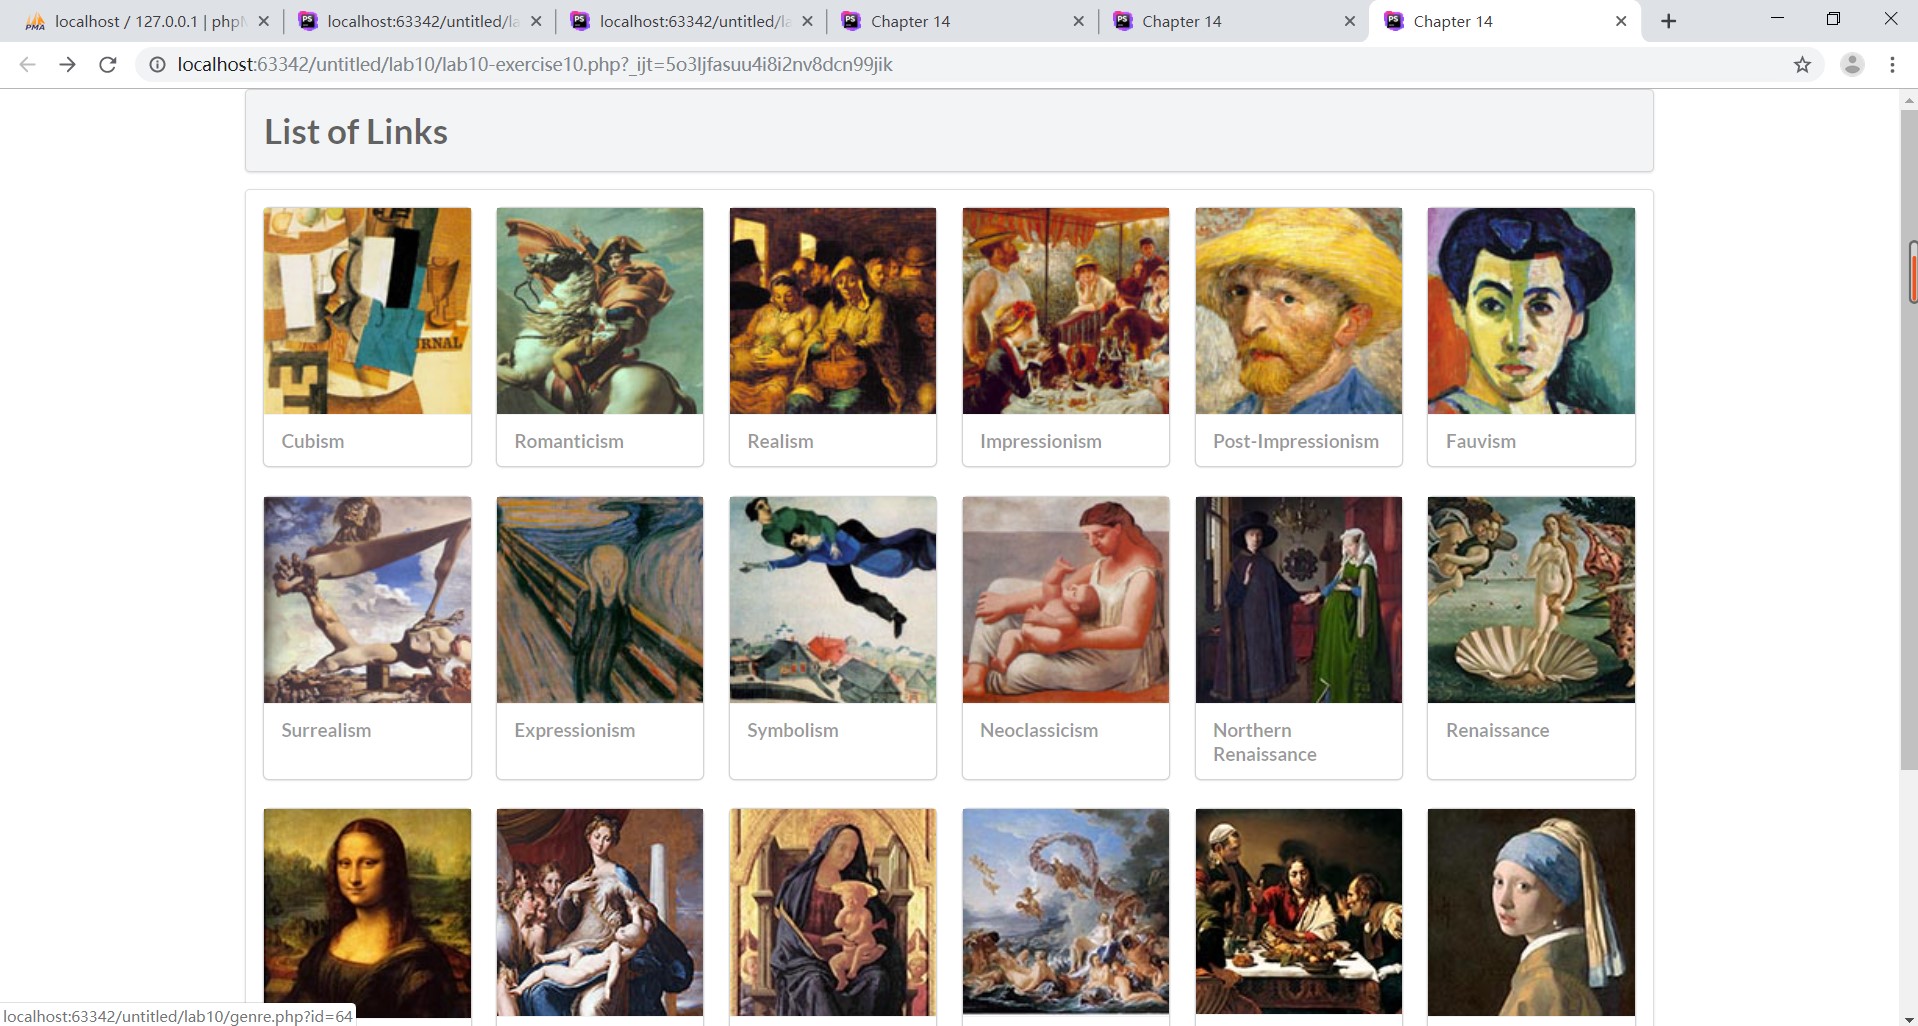 localhost / 127.0.0.1 | phpM
localhost:63342/untitled/la
localhost:63342/untitled/la
Chapter 14
Chapter 14
Chapter 14
localhost:63342/untitled/lab10/lab10-exercise10.php?_ijt=5o3ljfasuu4i8i2nv8dcn99jik
List of Links
URNAL
Cubism
Romanticism
Realism
Impressionism
Post-Impressionism
Fauvism
Surrealism
Expressionism
Symbolism
Neoclassicism
Northern
Renaissance
Renaissance
localhost:63342/untitled/lab10/genre.php?id=64